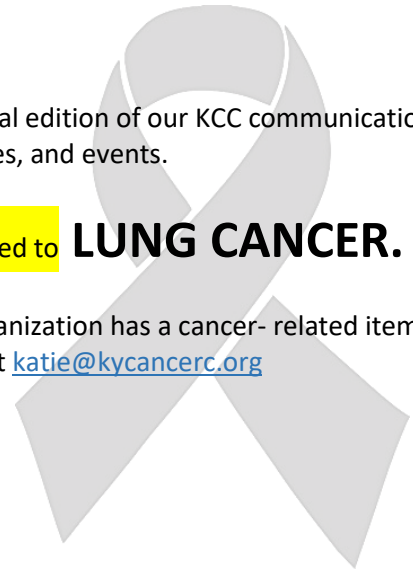 al edition of our KCC communicatio
es, and events.
ed to LUNG CANCER.
anization has a cancer- related item
t katie@kycancerc.org